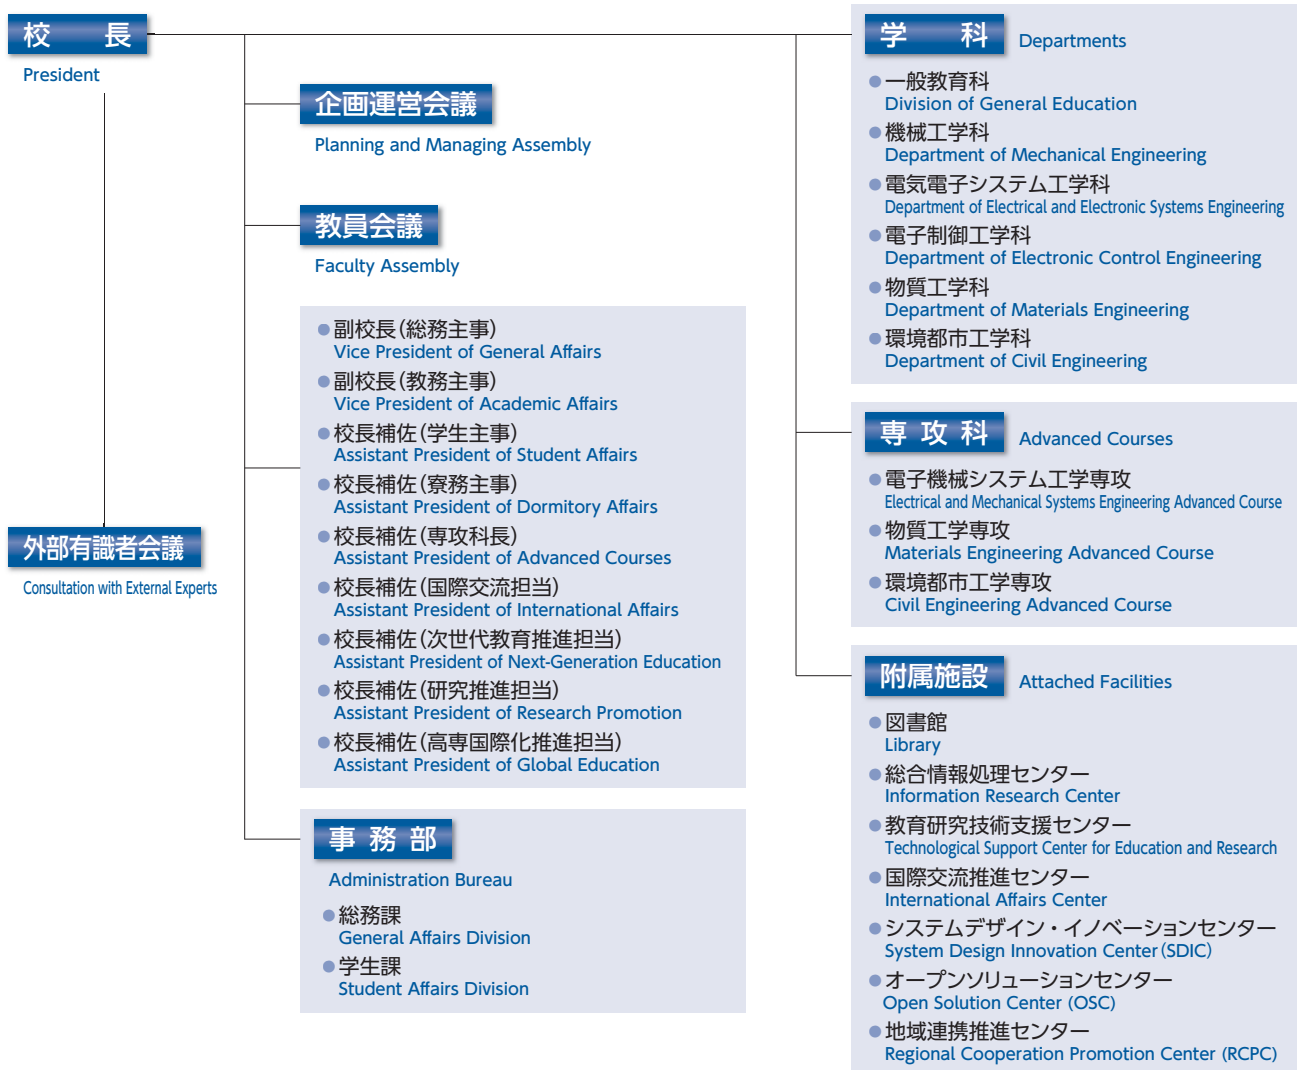 校長
President
企画運営会議
Planning and Managing Assembly
教員会議
Faculty Assembly
●副校長(総務主事)
Vice President of General Affairs
●副校長(教務主事)
Vice President of Academic Affairs
●校長補佐(学生主事)
Assistant President of Student Affairs
●校長補佐(寮務主事)
Assistant President of Dormitory Affairs
●校長補佐(専攻科長)
Assistant President of Advanced Courses
●校長補佐(国際交流担当)
Assistant President of International Affairs
●校長補佐(次世代教育推進担当)
Assistant President of Next-Generation Education
●校長補佐(研究推進担当)
Assistant President of Research Promotion
●校長補佐(高専国際化推進担当)
Assistant President of Global Education
外部有識者会議
Consultation with External Experts
事務部
Administration Bureau
●総務課
General Affairs Division
●学生課
Student Affairs Division
学科 Departments
●一般教育科
Division of General Education
●機械工学科
Department of Mechanical Engineering
●電気電子システム工学科
Department of Electrical and Electronic Systems Engineering
●電子制御工学科
Department of Electronic Control Engineering
●物質工学科
Department of Materials Engineering
●環境都市工学科
Department of Civil Engineering
専攻科 Advanced Courses
●電子機械システム工学専攻
Electrical and Mechanical Systems Engineering Advanced Course
●物質工学専攻
Materials Engineering Advanced Course
●環境都市工学専攻
Civil Engineering Advanced Course
附属施設 Attached Facilities
●図書館
Library
●総合情報処理センター
Information Research Center
●教育研究技術支援センター
Technological Support Center for Education and Research
●国際交流推進センター
International Affairs Center
●システムデザイン・イノベーションセンター
System Design Innovation Center(SDIC)
●オープンソリューションセンター
Open Solution Center (OSC)
●地域連携推進センター
Regional Cooperation Promotion Center (RCPC)